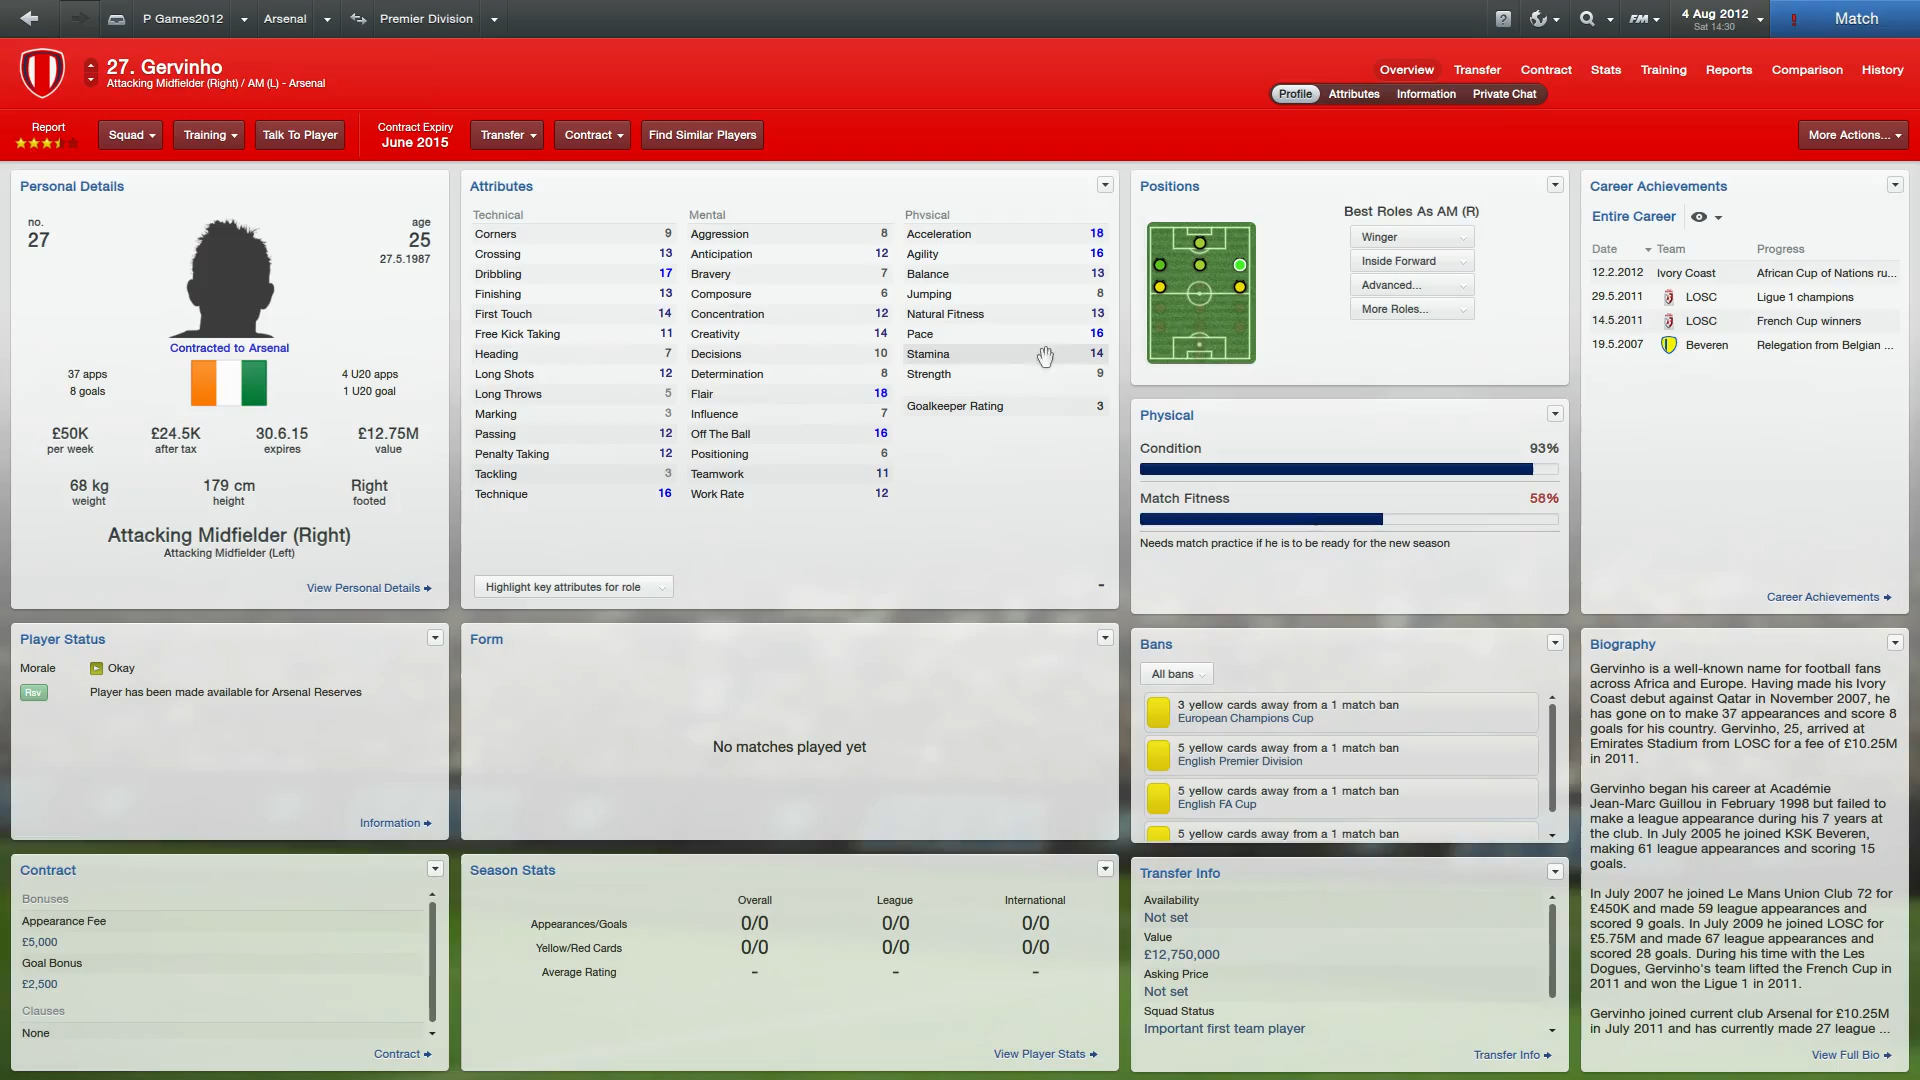 P Games2012
Arsenal
Premier Division
?
FM
4 Aug 2012
Sat 14:30
!
Match
27. Gervinho
Attacking Midfielder (Right) / AM (L) - Arsenal
Overview
Transfer
Contract
Stats
Training
Reports
Comparison
History
Profile
Attributes
Information
Private Chat
Report
Squad
Training
Talk To Player
Contract Expiry
June 2015
Transfer
Contract
Find Similar Players
More Actions...
Personal Details
no.
27
age
25
27.5.1987
Contracted to Arsenal
37 apps
8 goals
4 U20 apps
1 U20 goal
£50K
per week
£24.5K
after tax
30.6.15
expires
£12.75M
value
68 kg
weight
179 cm
height
Right
footed
Attacking Midfielder (Right)
Attacking Midfielder (Left)
View Personal Details
Attributes
Technical
Corners 9
Crossing 13
Dribbling 17
Finishing 13
First Touch 14
Free Kick Taking 11
Heading 7
Long Shots 12
Long Throws 5
Marking 3
Passing 12
Penalty Taking 12
Tackling 3
Technique 16
Mental
Aggression 8
Anticipation 12
Bravery 7
Composure 6
Concentration 12
Creativity 14
Decisions 10
Determination 8
Flair 18
Influence 7
Off The Ball 16
Positioning 6
Teamwork 11
Work Rate 12
Physical
Acceleration 18
Agility 16
Balance 13
Jumping 8
Natural Fitness 13
Pace 16
Stamina 14
Strength 9
Goalkeeper Rating 3
Highlight key attributes for role
-
Positions
Best Roles As AM (R)
Winger
Inside Forward
Advanced...
More Roles...
Physical
Condition 93%
Match Fitness 58%
Needs match practice if he is to be ready for the new season
Career Achievements
Entire Career
Date Team Progress
12.2.2012 Ivory Coast African Cup of Nations ru...
29.5.2011 LOSC Ligue 1 champions
14.5.2011 LOSC French Cup winners
19.5.2007 Beveren Relegation from Belgian ...
Career Achievements
Player Status
Morale Okay
Rsv Player has been made available for Arsenal Reserves
Information
Form
No matches played yet
Bans
All bans
3 yellow cards away from a 1 match ban
European Champions Cup
5 yellow cards away from a 1 match ban
English Premier Division
5 yellow cards away from a 1 match ban
English FA Cup
5 yellow cards away from a 1 match ban
Biography
Gervinho is a well-known name for football fans
across Africa and Europe. Having made his Ivory
Coast debut against Qatar in November 2007, he
has gone on to make 37 appearances and score 8
goals for his country. Gervinho, 25, arrived at
Emirates Stadium from LOSC for a fee of £10.25M
in 2011.
Gervinho began his career at Académie
Jean-Marc Guillou in February 1998 but failed to
make a league appearance during his 7 years at
the club. In July 2005 he joined KSK Beveren,
making 61 league appearances and scoring 15
goals.
In July 2007 he joined Le Mans Union Club 72 for
£450K and made 59 league appearances and
scored 9 goals. In July 2009 he joined LOSC for
£5.75M and made 67 league appearances and
scored 28 goals. During his time with the Les
Dogues, Gervinho's team lifted the French Cup in
2011 and won the Ligue 1 in 2011.
Gervinho joined current club Arsenal for £10.25M
in July 2011 and has currently made 27 league ...
View Full Bio
Contract
Bonuses
Appearance Fee
£5,000
Goal Bonus
£2,500
Clauses
None
Contract
Season Stats
Overall League International
Appearances/Goals 0/0 0/0 0/0
Yellow/Red Cards 0/0 0/0 0/0
Average Rating - - -
View Player Stats
Transfer Info
Availability
Not set
Value
£12,750,000
Asking Price
Not set
Squad Status
Important first team player
Transfer Info